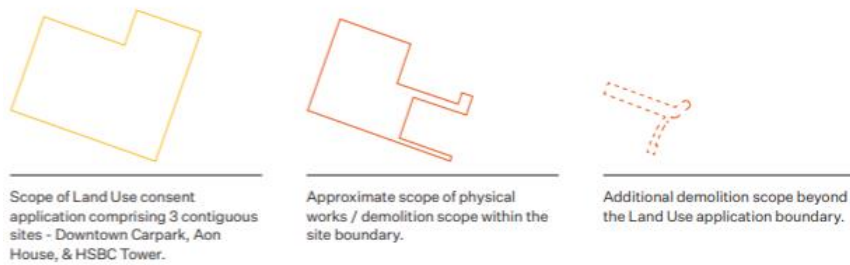 Scope of Land Use consent
application comprising 3 contiguous
sites - Downtown Carpark, Aon
House, & HSBC Tower.
Approximate scope of physical
works / demolition scope within the
site boundary.
Additional demolition scope beyond
the Land Use application boundary.